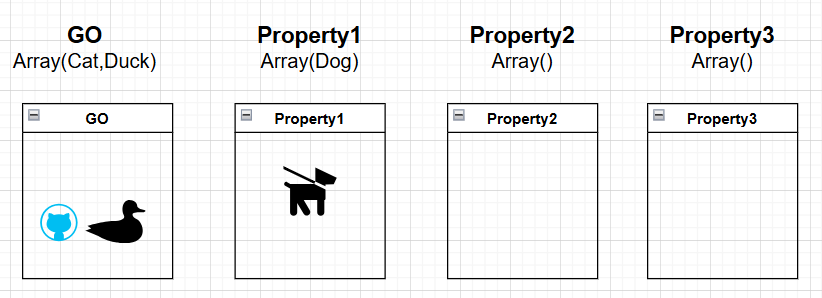 GO
Array(Cat,Duck)
Property1
Array(Dog)
Property2
Array()
Property3
Array()
GO
Property1
Property2
Property3